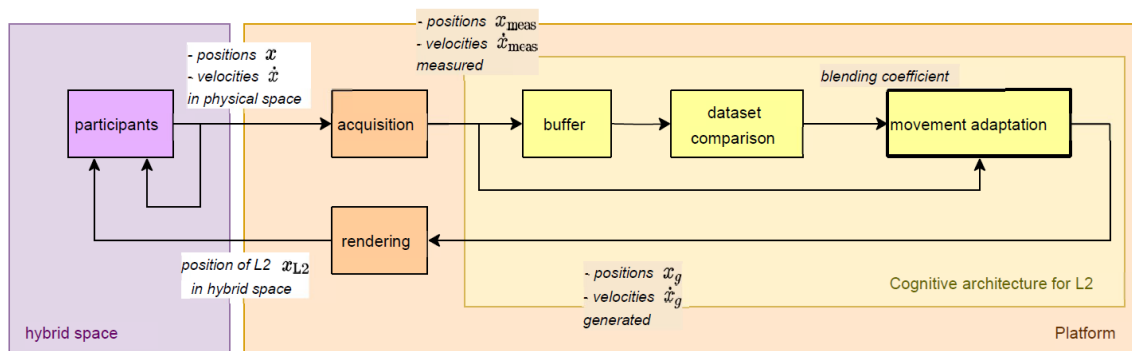 - positions x_meas
- velocities ẋ_meas
measured
- positions x
- velocities ẋ
in physical space
blending coefficient
participants
acquisition
buffer
dataset
comparison
movement adaptation
rendering
position of L2 x_L2
in hybrid space
- positions x_g
- velocities ẋ_g
generated
Cognitive architecture for L2
hybrid space
Platform